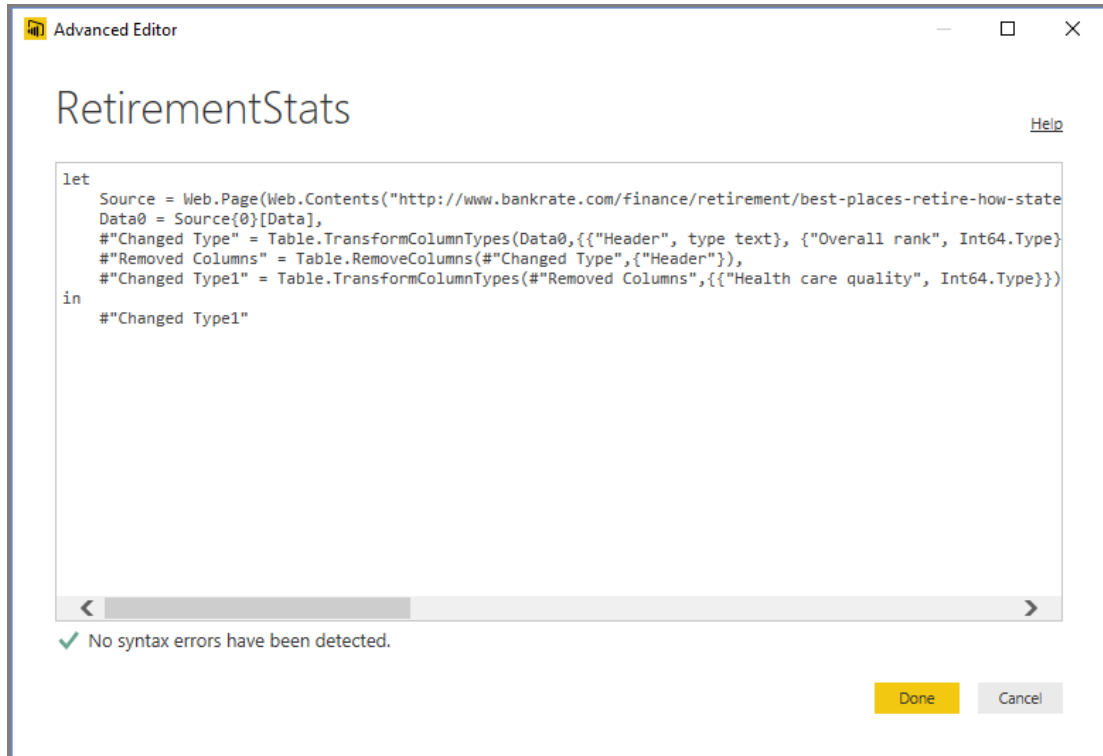 Advanced Editor
RetirementStats
Help
let
    Source = Web.Page(Web.Contents("http://www.bankrate.com/finance/retirement/best-places-retire-how-state
    Data0 = Source{0}[Data],
    #"Changed Type" = Table.TransformColumnTypes(Data0,{{"Header", type text}, {"Overall rank", Int64.Type}
    #"Removed Columns" = Table.RemoveColumns(#"Changed Type",{"Header"}),
    #"Changed Type1" = Table.TransformColumnTypes(#"Removed Columns",{{"Health care quality", Int64.Type}})
in
    #"Changed Type1"
No syntax errors have been detected.
Done Cancel